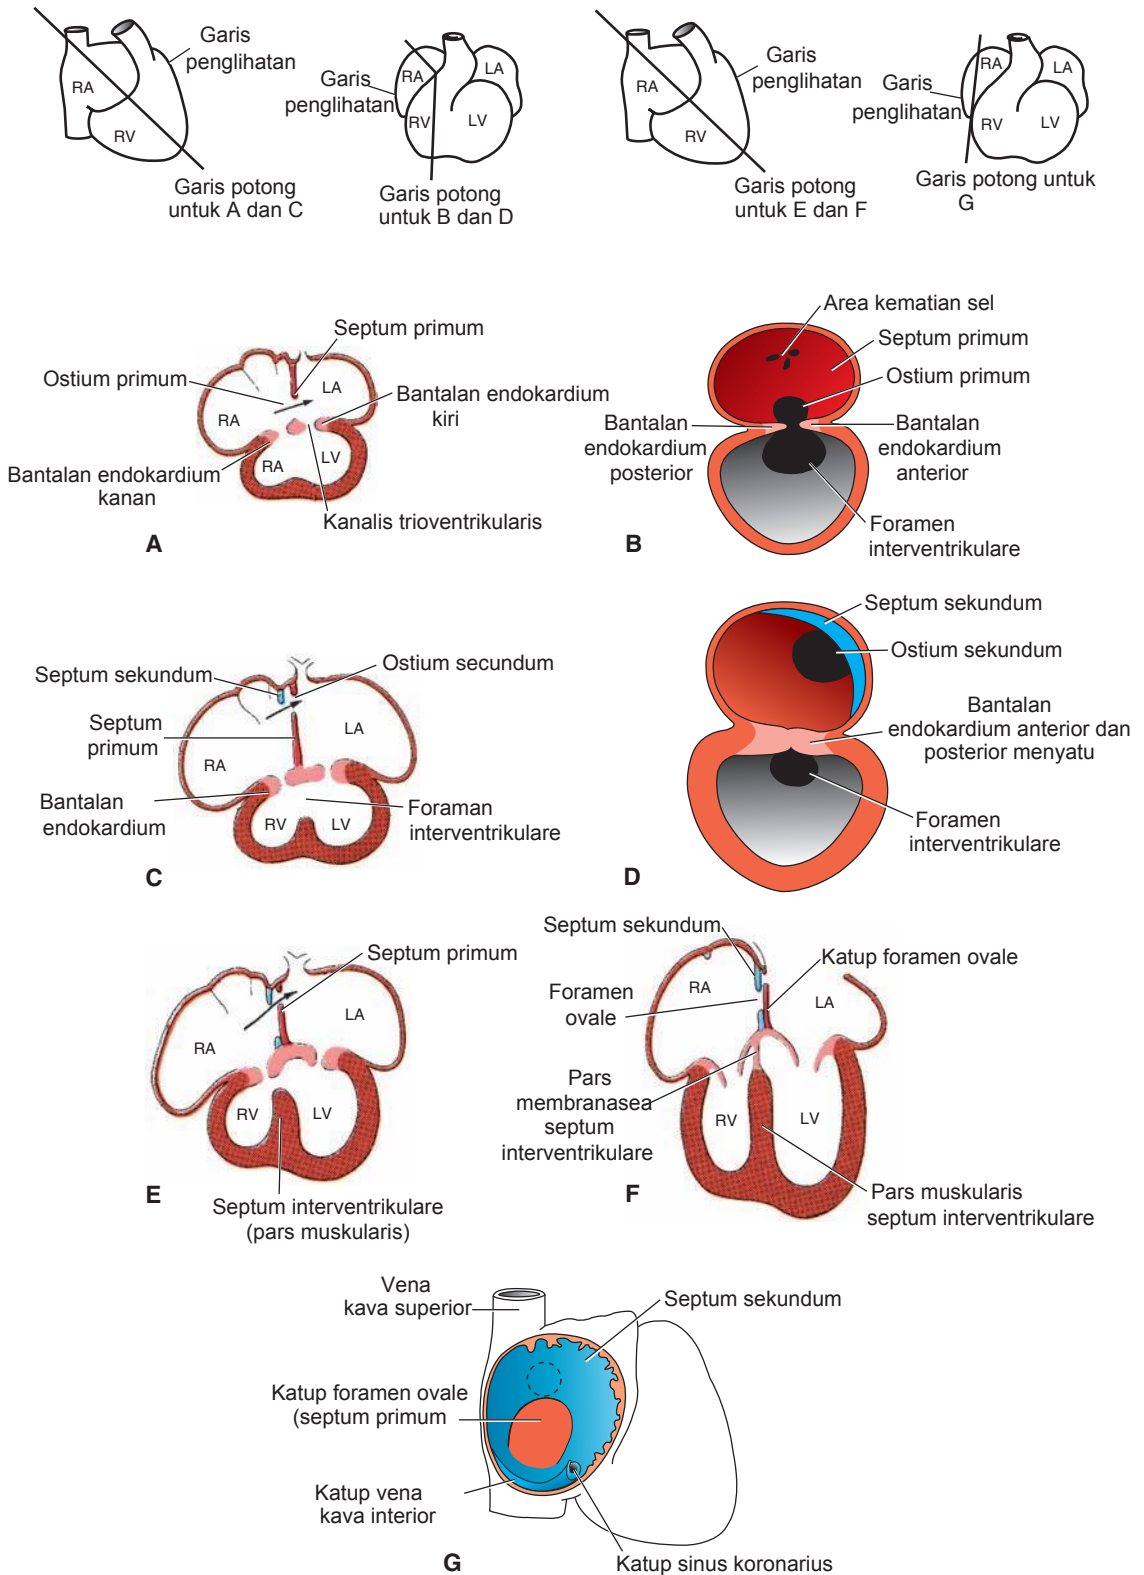 Garis
penglihatan
RA
RV
Garis potong
untuk A dan C
Garis
penglihatan
RA
LA
RV
LV
Garis potong
untuk B dan D
Garis
penglihatan
RA
RV
Garis potong
untuk E dan F
Garis
penglihatan
RA
LA
RV
LV
Garis potong untuk
G
Septum primum
Ostium primum
LA
Bantalan endokardium
kiri
RA
RA
LV
Bantalan endokardium
kanan
Kanalis trioventrikularis
A
Area kematian sel
Septum primum
Ostium primum
Bantalan
endokardium
posterior
Bantalan
endokardium
anterior
Foramen
interventrikulare
B
Septum sekundum
Ostium secundum
Septum
primum
LA
RA
Bantalan
endokardium
RV
LV
Foraman
interventrikulare
C
Septum sekundum
Ostium sekundum
Bantalan
endokardium anterior dan
posterior menyatu
Foramen
interventrikulare
D
Septum primum
LA
RA
RV
LV
E
Septum interventrikulare
(pars muskularis)
Septum sekundum
Katup foramen ovale
RA
LA
Foramen
ovale
Pars
membranasea
septum
interventrikulare
RV
LV
F
Pars muskularis
septum interventrikulare
Vena
kava superior
Septum sekundum
Katup foramen ovale
(septum primum
Katup vena
kava interior
G
Katup sinus koronarius